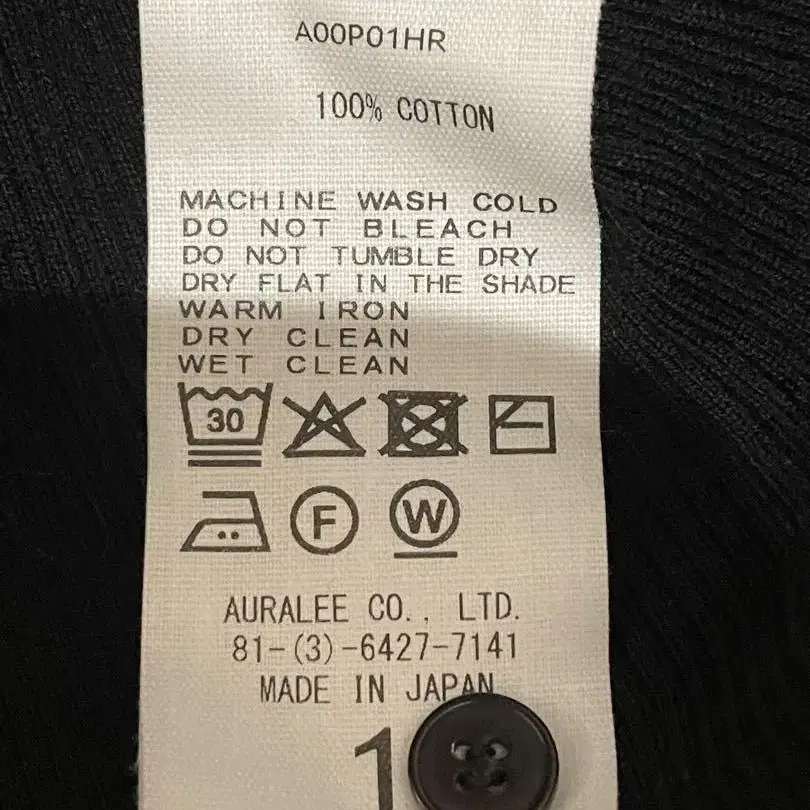 A00P01HR
100% COTTON
MACHINE WASH COLD
DO NOT BLEACH
DO NOT TUMBLE DRY
DRY FLAT IN THE SHADE
WARM IRON
DRY CLEAN
WET CLEAN
30
F W
AURALEE CO., LTD.
81-(3)-6427-7141
MADE IN JAPAN
1